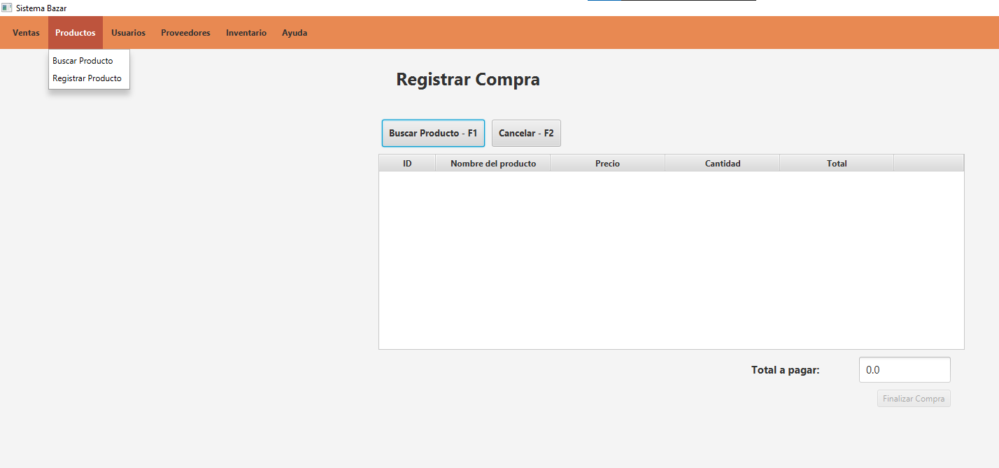 Sistema Bazar
Ventas Productos Usuarios Proveedores Inventario Ayuda
Buscar Producto
Registrar Producto
Registrar Compra
Buscar Producto - F1 Cancelar - F2
ID Nombre del producto Precio Cantidad Total
Total a pagar: 0.0
Finalizar Compra